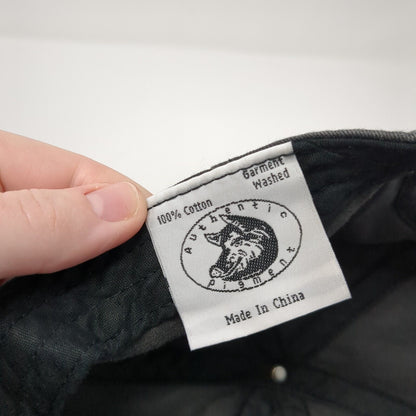 100% Cotton
Garment
Washed
Authentic
Pigment
Made In China